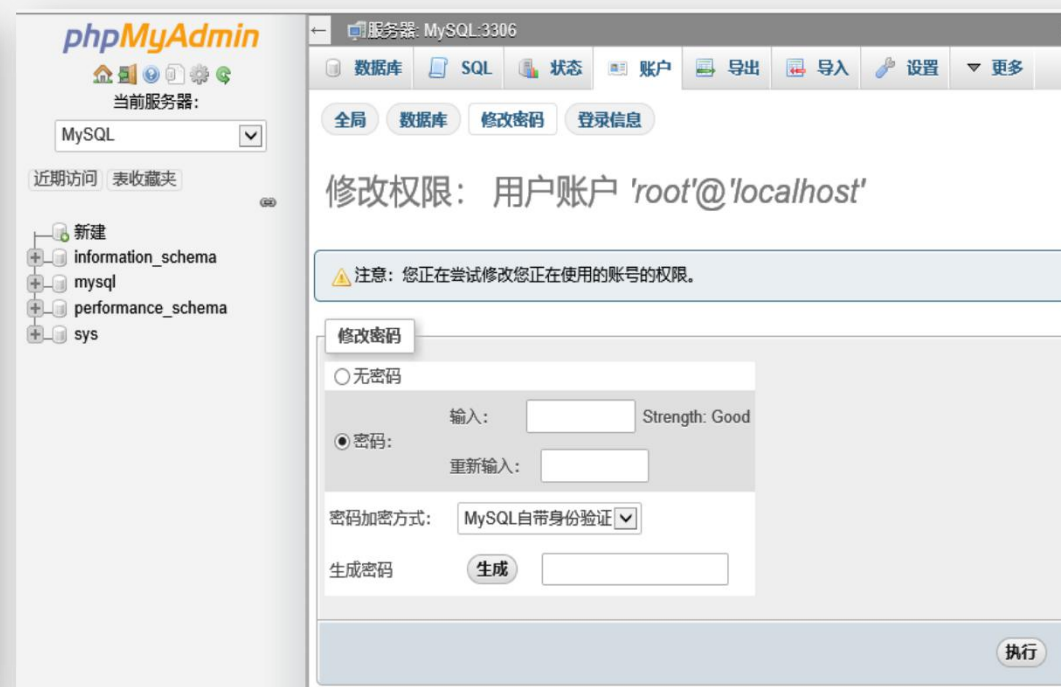 phpMyAdmin
当前服务器:
MySQL
近期访问 表收藏夹
新建
information_schema
mysql
performance_schema
sys
← 服务器: MySQL:3306
数据库 SQL 状态 账户 导出 导入 设置 更多
全局 数据库 修改密码 登录信息
修改权限: 用户账户 'root'@'localhost'
注意: 您正在尝试修改您正在使用的账号的权限。
修改密码
无密码
密码:
输入: Strength: Good
重新输入:
密码加密方式: MySQL自带身份验证
生成密码 生成
执行